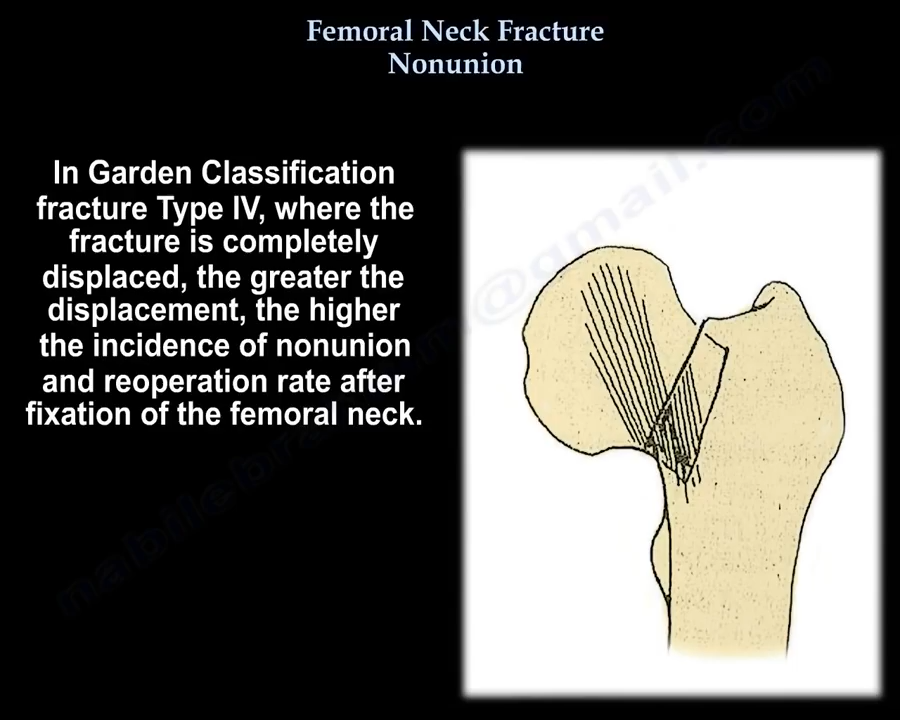 Femoral Neck Fracture
Nonunion
In Garden Classification
fracture Type IV, where the
fracture is completely
displaced, the greater the
displacement, the higher
the incidence of nonunion
and reoperation rate after
fixation of the femoral neck.